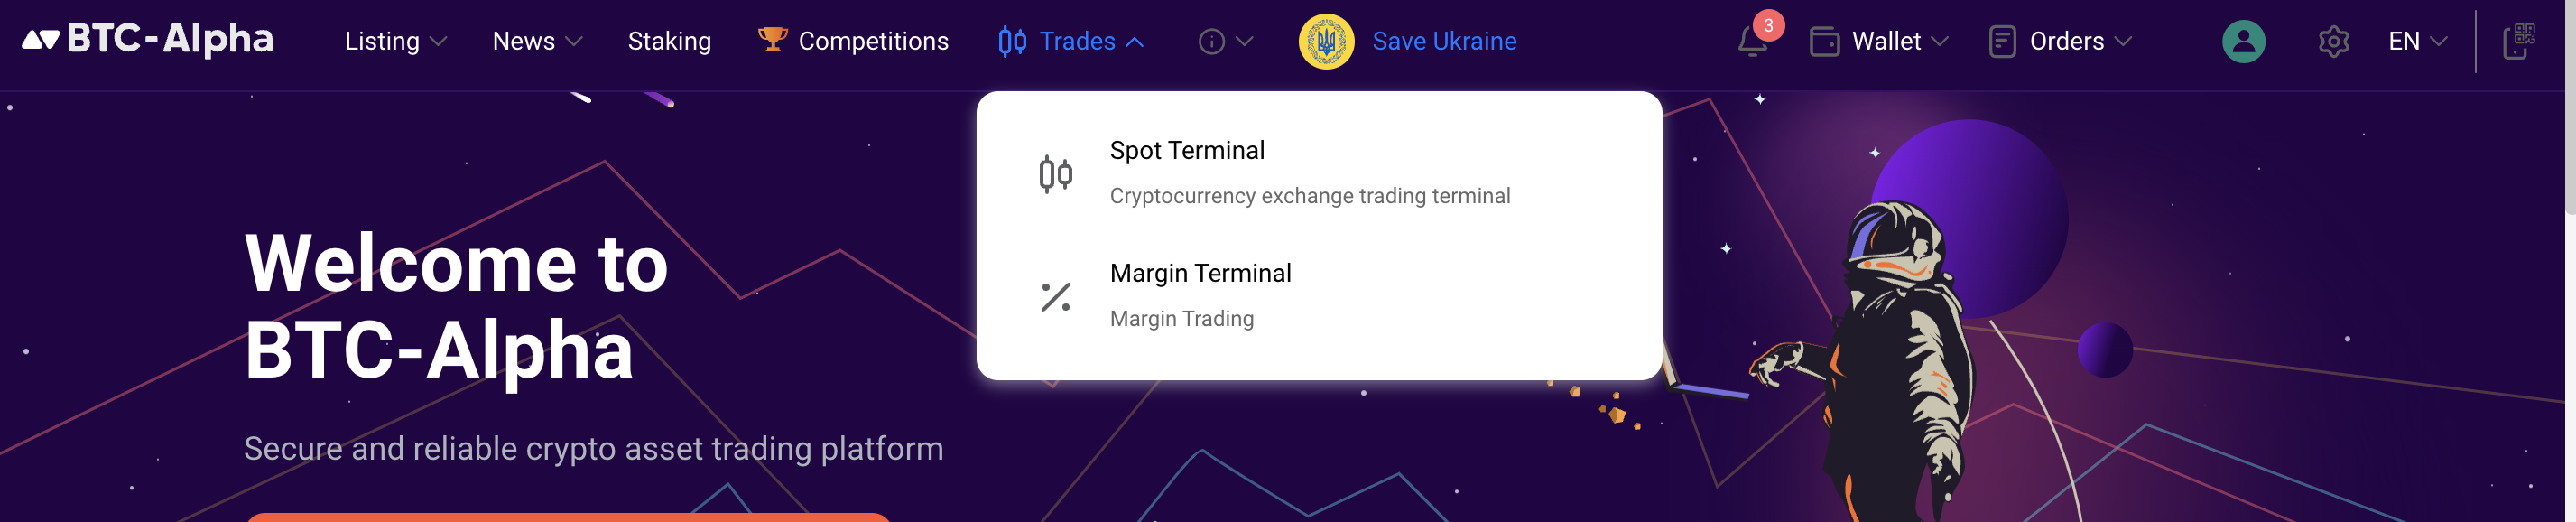 BTC-Alpha Listing News Staking Competitions Trades Save Ukraine 3 Wallet Orders EN
Spot Terminal
Cryptocurrency exchange trading terminal
Margin Terminal
Margin Trading
Welcome to
BTC-Alpha
Secure and reliable crypto asset trading platform